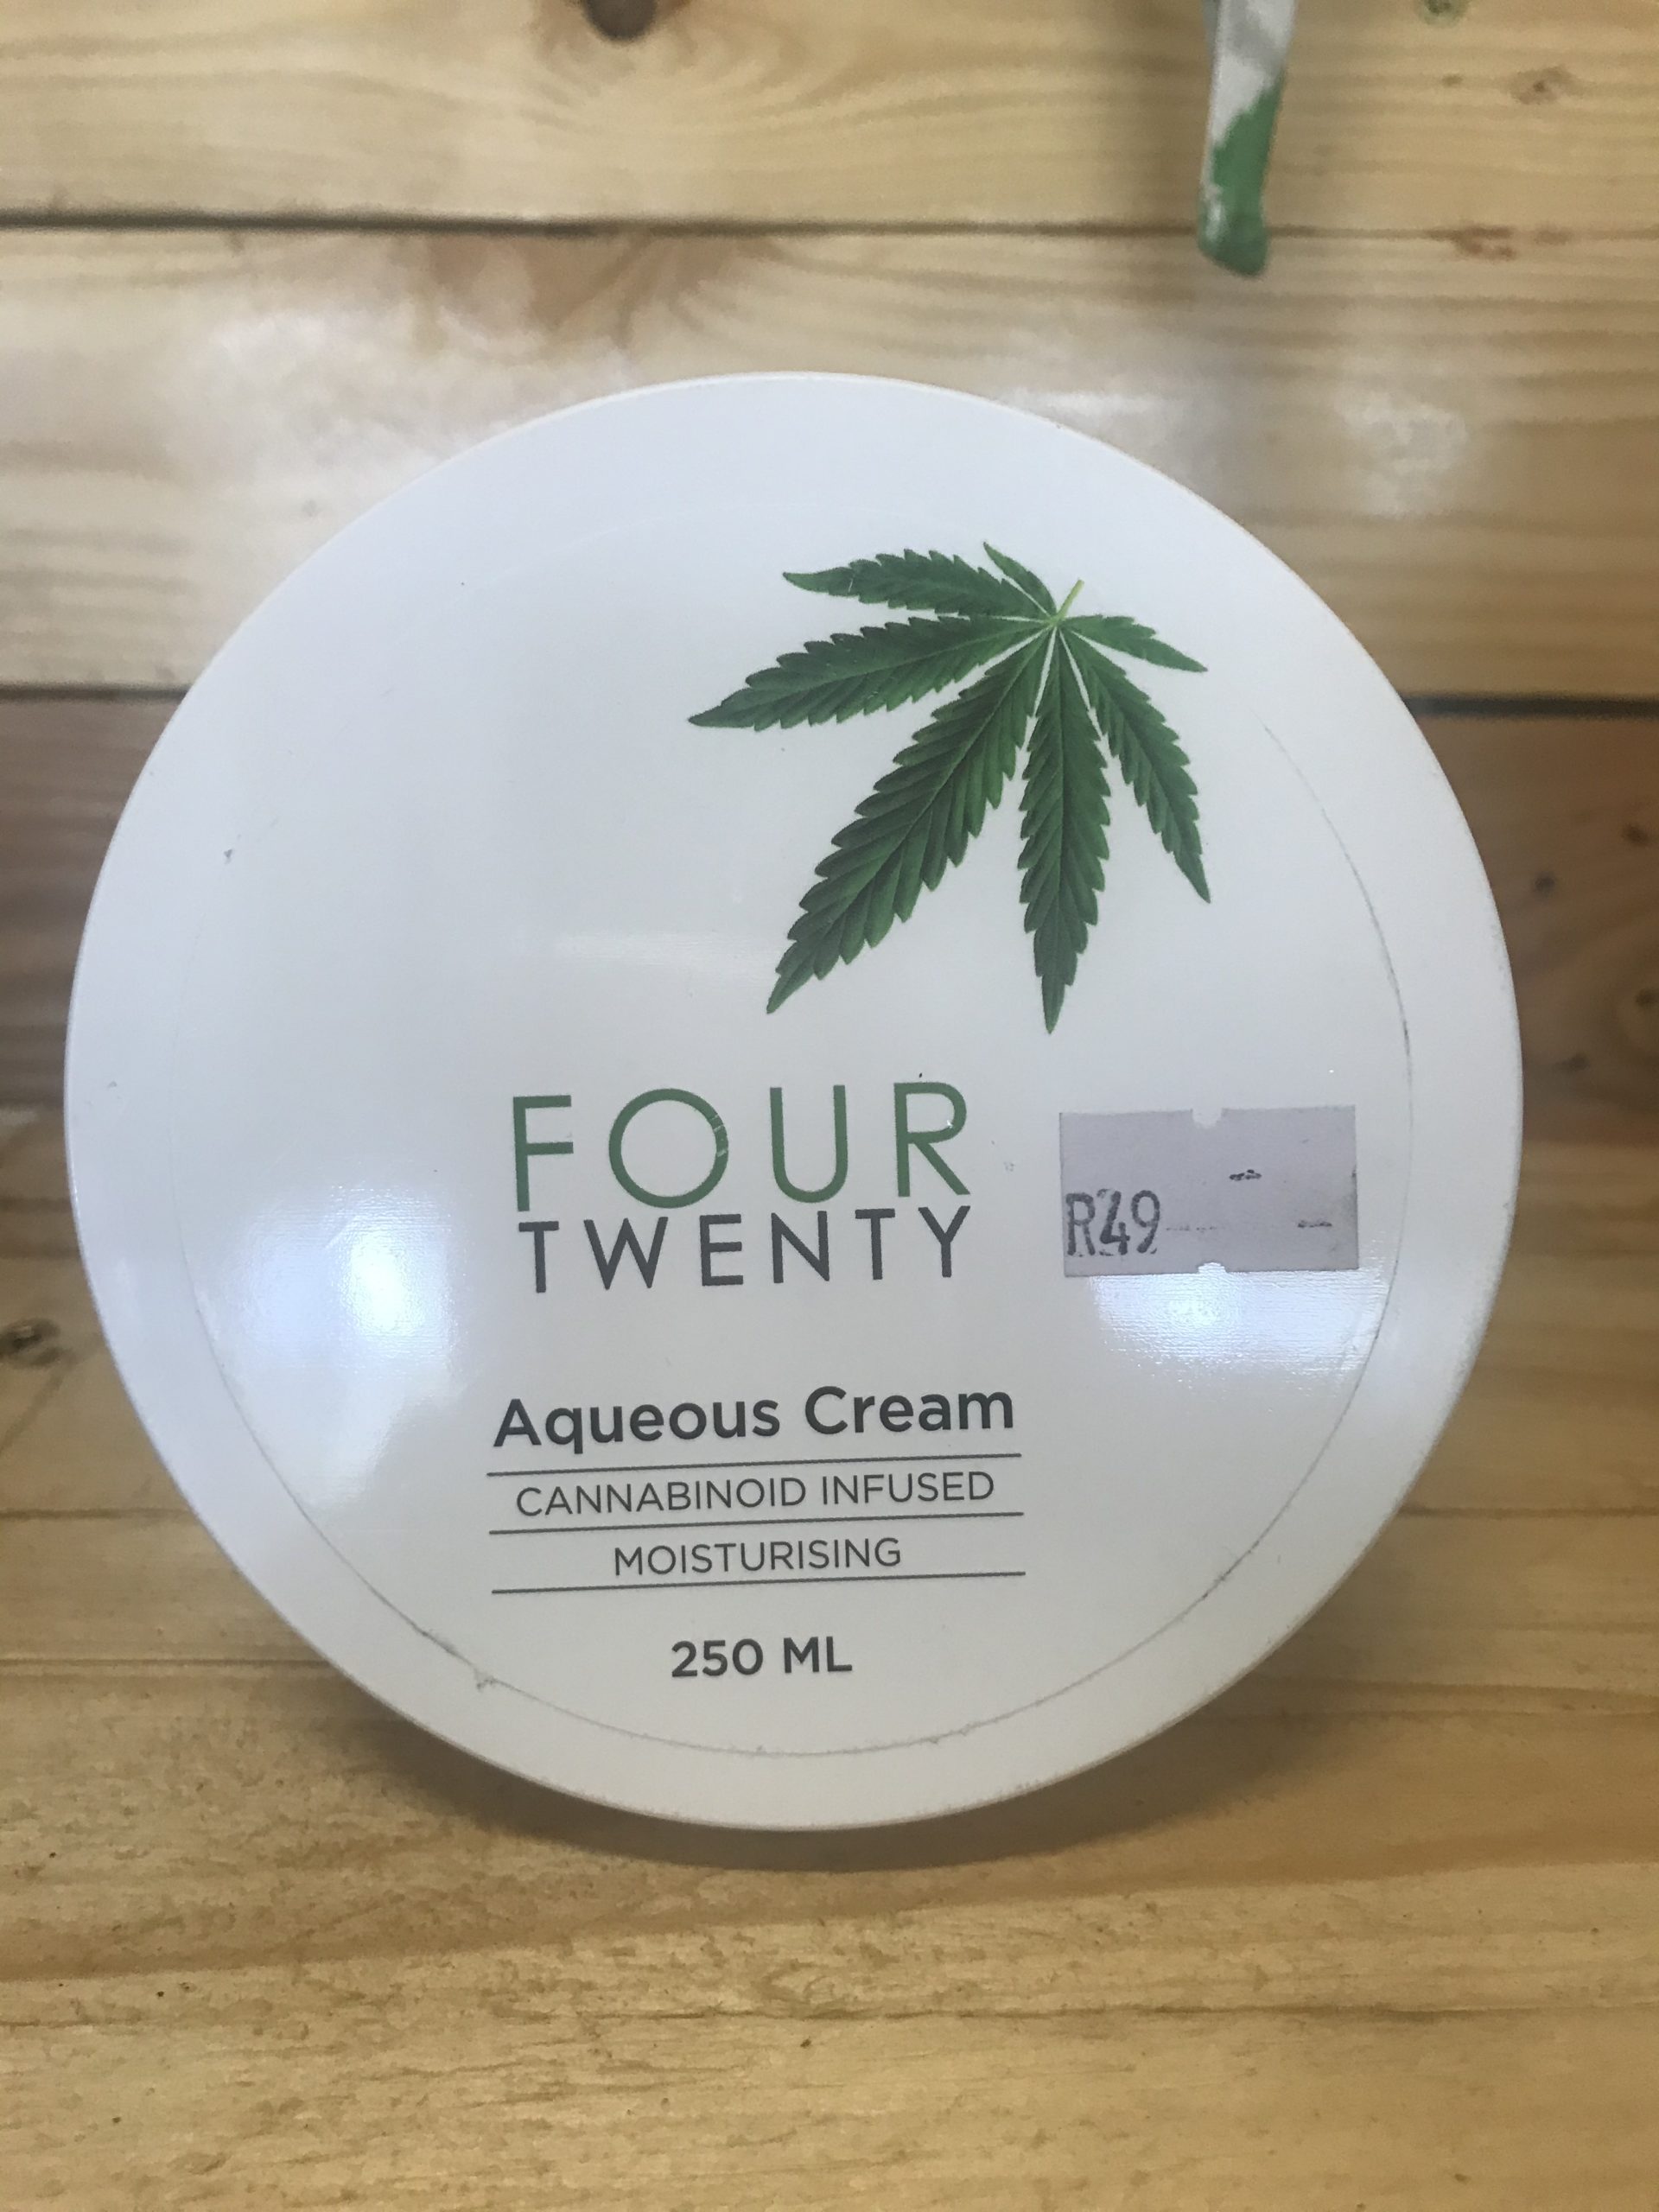 FOUR
TWENTY
R49
Aqueous Cream
CANNABINOID INFUSED
MOISTURISING
250 ML